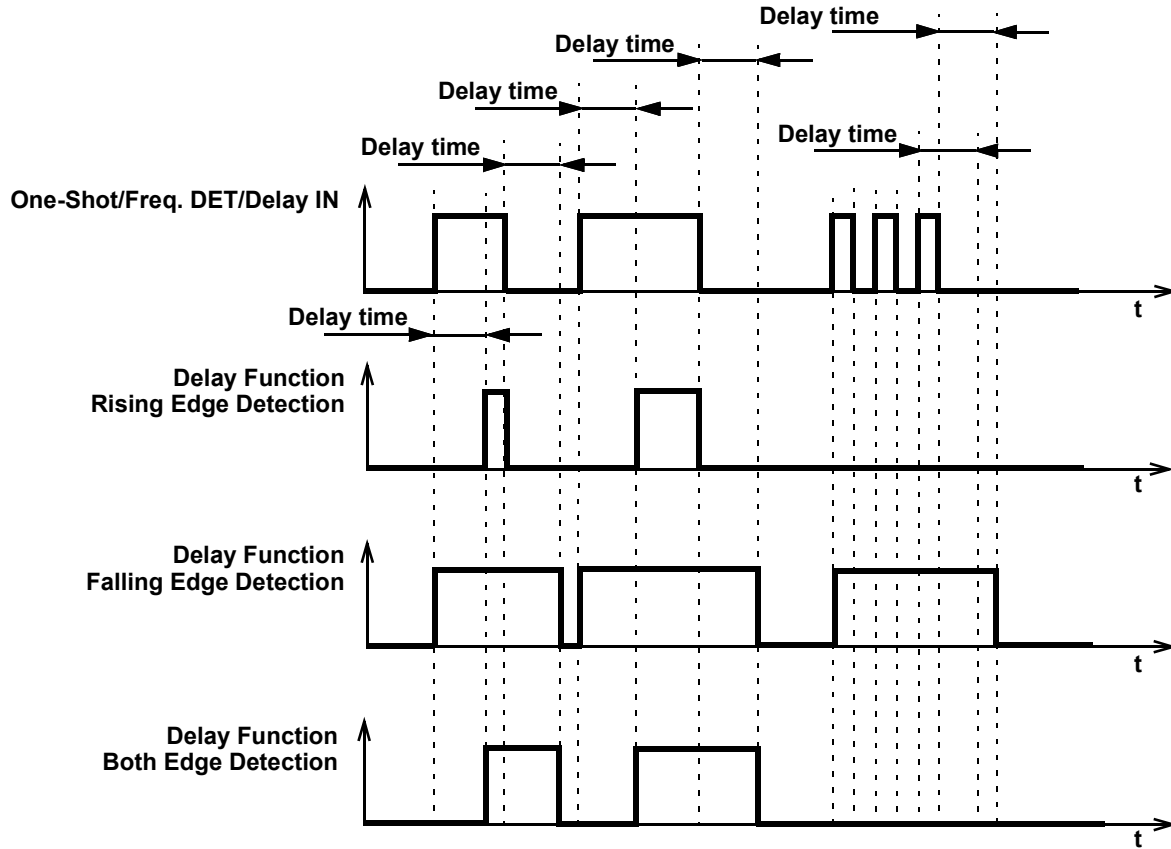 Delay time
Delay time
Delay time
Delay time
Delay time
One-Shot/Freq. DET/Delay IN
t
Delay time
Delay Function
Rising Edge Detection
t
Delay Function
Falling Edge Detection
t
Delay Function
Both Edge Detection
t